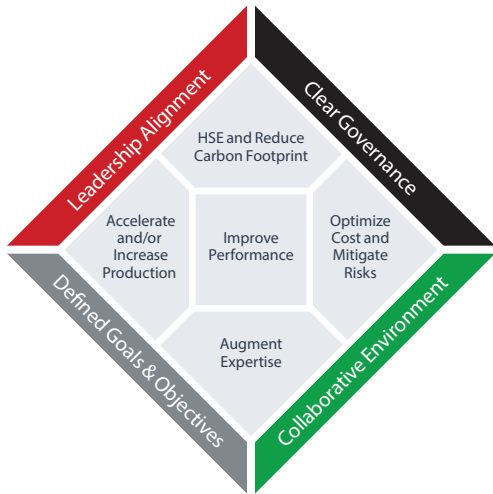 Leadership Alignment
Clear Governance
HSE and Reduce
Carbon Footprint
Accelerate
and/or
Increase
Production
Improve
Performance
Optimize
Cost and
Mitigate
Risks
Augment
Expertise
Defined Goals & Objectives
Collaborative Environment